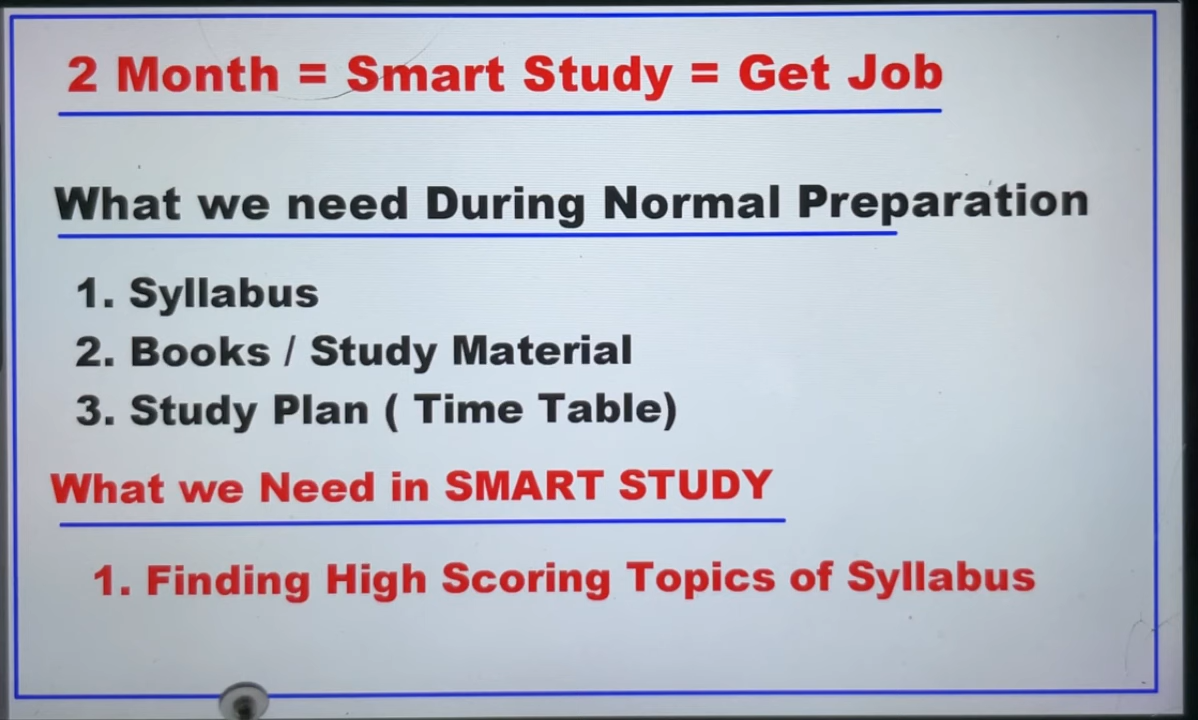 2 Month = Smart Study = Get Job
What we need During Normal Preparation
1. Syllabus
2. Books / Study Material
3. Study Plan ( Time Table)
What we Need in SMART STUDY
1. Finding High Scoring Topics of Syllabus